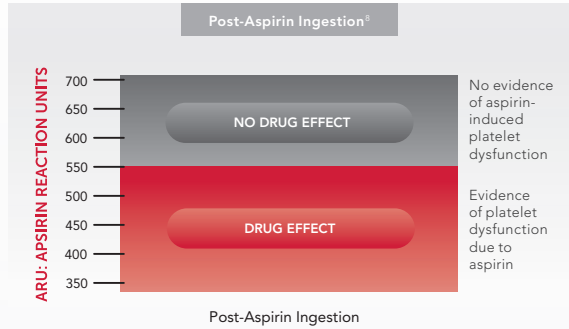 Post-Aspirin Ingestion8
ARU: APSIRIN REACTION UNITS
700
650
600
550
500
450
400
350
NO DRUG EFFECT
DRUG EFFECT
No evidence
of aspirin-
induced
platelet
dysfunction
Evidence
of platelet
dysfunction
due to
aspirin
Post-Aspirin Ingestion